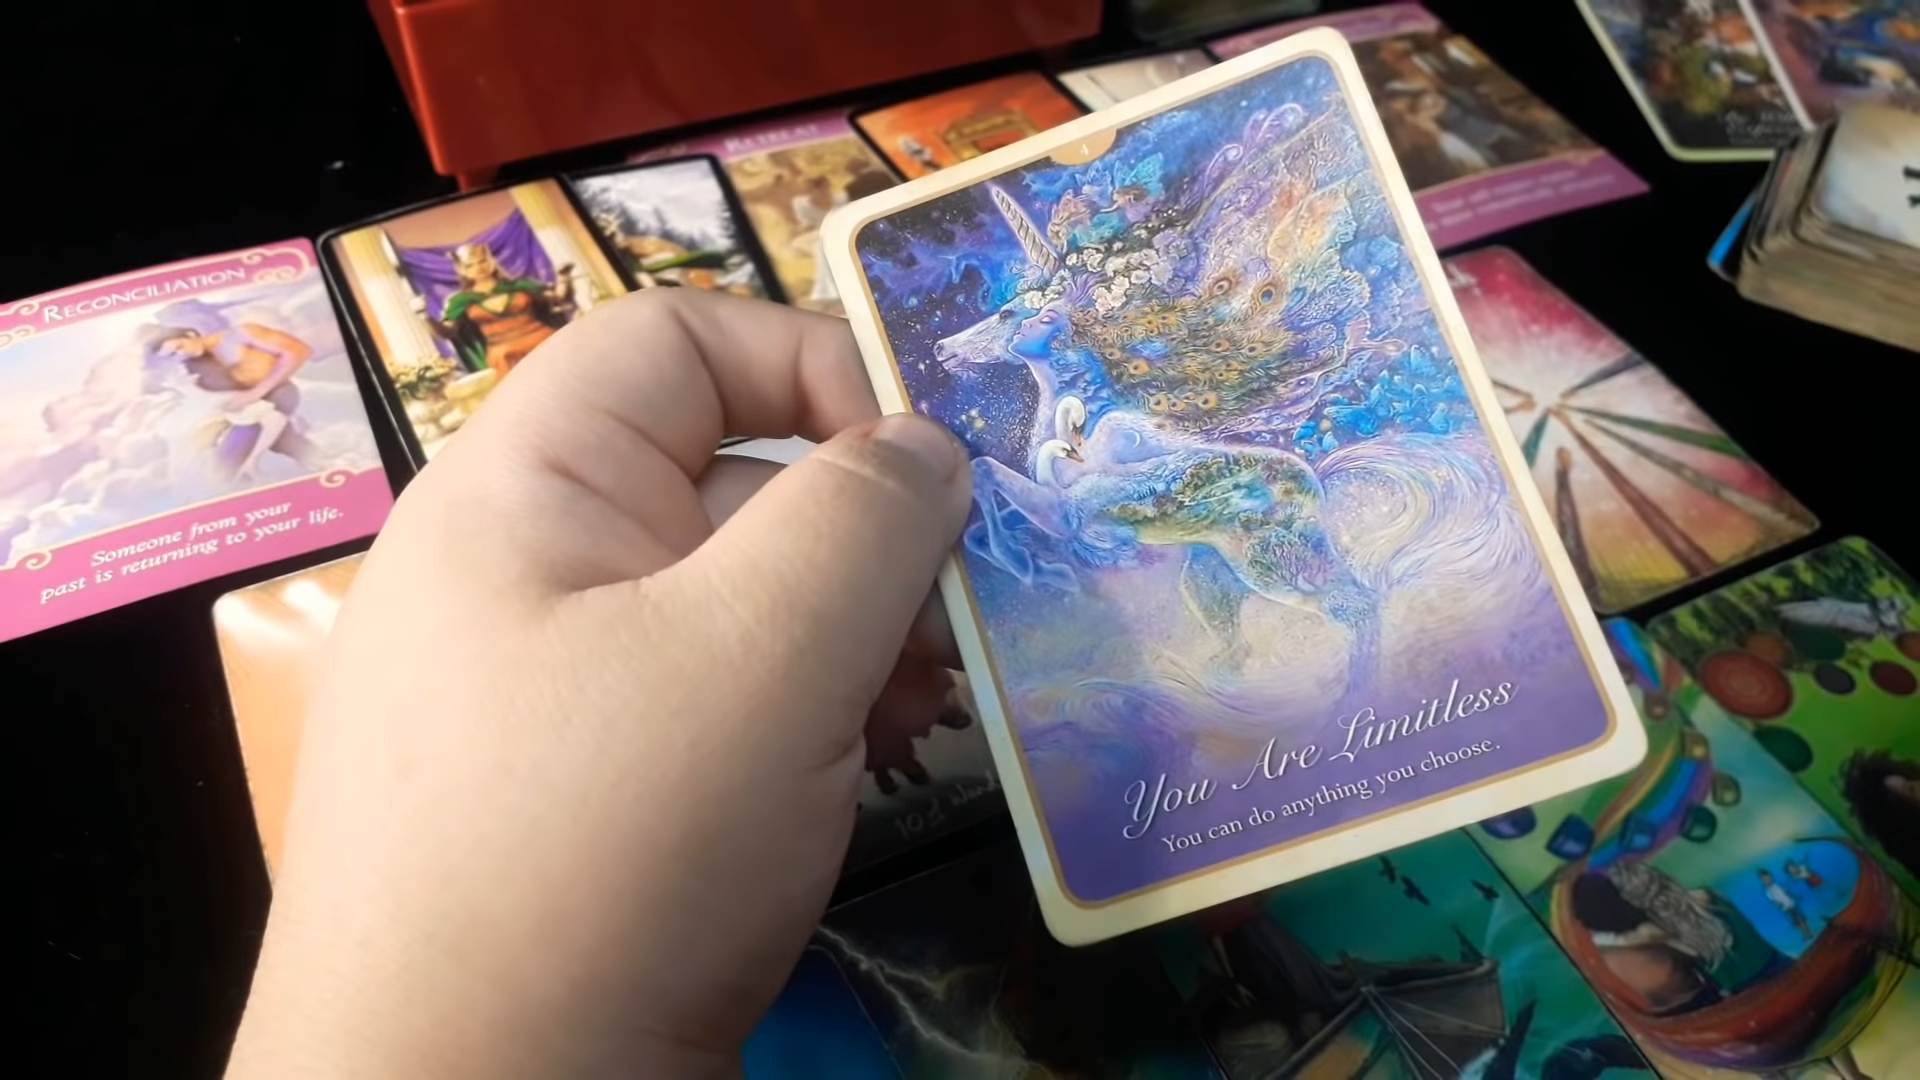 RETREAT
4
RECONCILIATION
Someone from your
past is returning to your life.
You Are Limitless
You can do anything you choose.